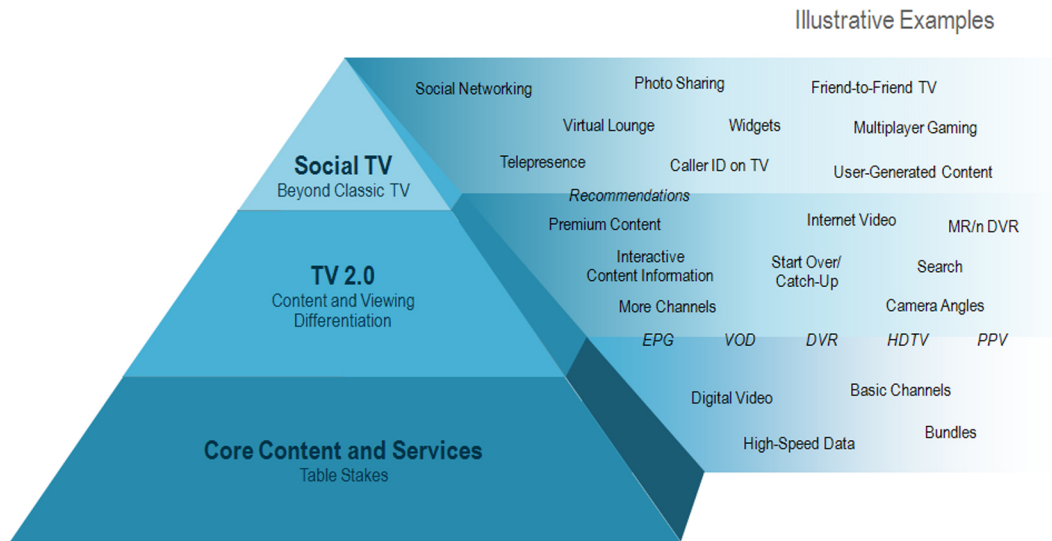 Illustrative Examples
Social Networking
Photo Sharing
Friend-to-Friend TV
Virtual Lounge
Widgets
Multiplayer Gaming
Telepresence
Caller ID on TV
User-Generated Content
Recommendations
Social TV
Beyond Classic TV
Premium Content
Internet Video
MR/n DVR
Interactive
Content Information
Start Over/
Catch-Up
Search
More Channels
Camera Angles
EPG VOD DVR HDTV PPV
TV 2.0
Content and Viewing
Differentiation
Digital Video
Basic Channels
High-Speed Data
Bundles
Core Content and Services
Table Stakes